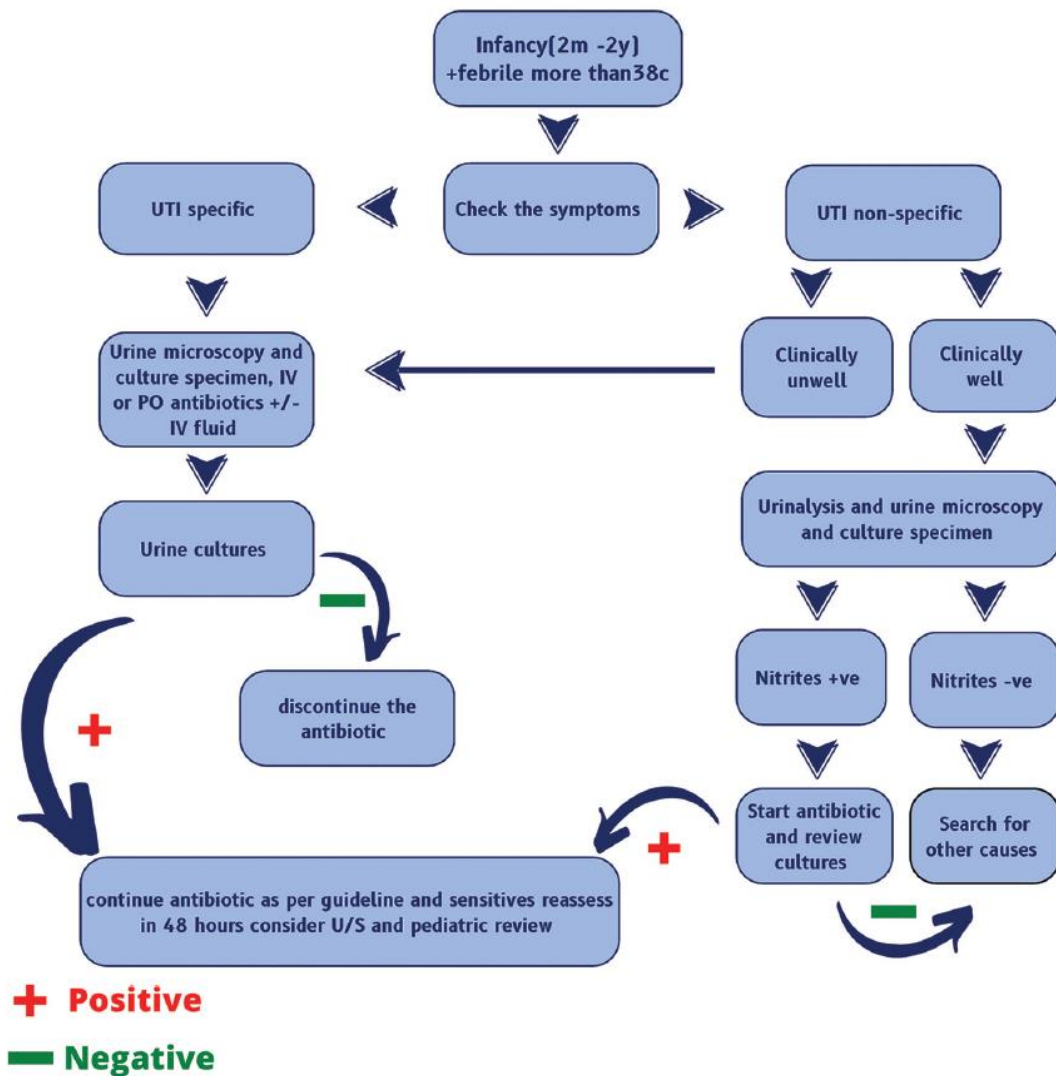 Infancy(2m -2y)
+febrile more than38c
UTI specific
Check the symptoms
UTI non-specific
Urine microscopy and
culture specimen, IV
or PO antibiotics +/-
IV fluid
Clinically
unwell
Clinically
well
Urine cultures
Urinalysis and urine microscopy
and culture specimen
discontinue the
antibiotic
Nitrites +ve
Nitrites -ve
Start antibiotic
and review
cultures
Search for
other causes
continue antibiotic as per guideline and sensitives reassess
in 48 hours consider U/S and pediatric review
+ Positive
- Negative